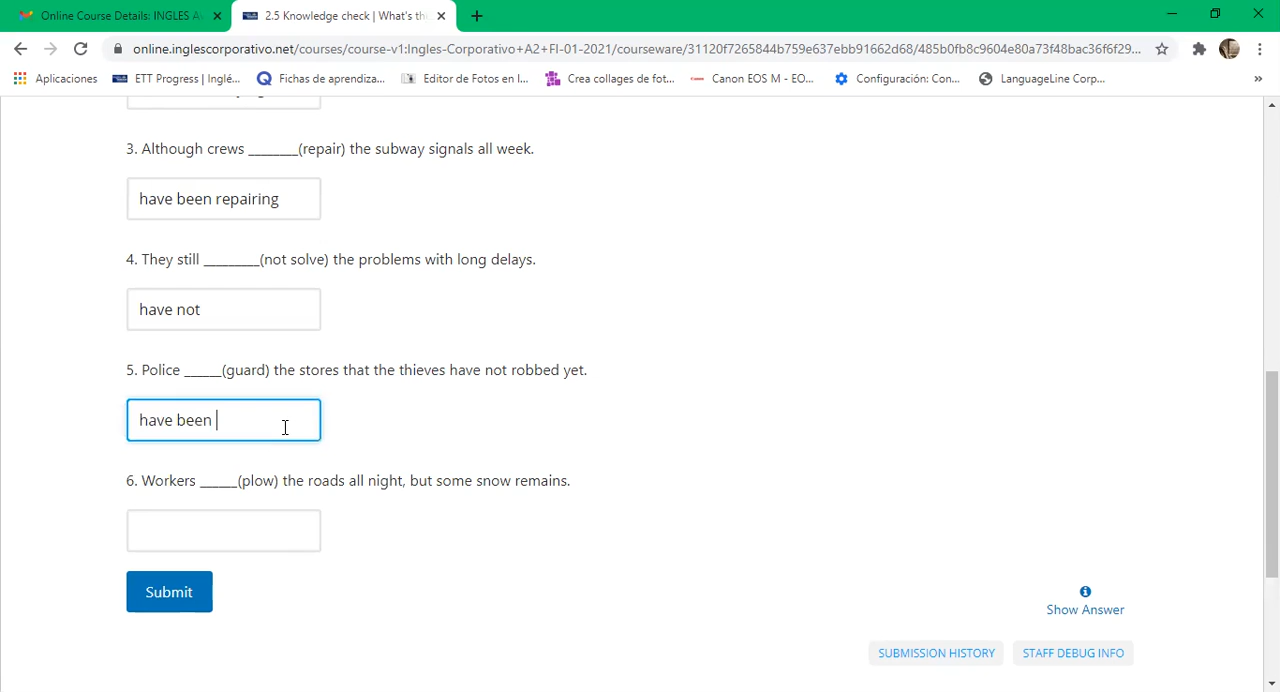 Online Course Details: INGLES A
2.5 Knowledge check | What's the
online.inglescorporativo.net/courses/course-v1:Ingles-Corporativo+A2+FI-01-2021/courseware/31120f7265844b759e637ebb91662d68/485b0fb8c9604e80a73f48bac36f6f29...
Aplicaciones
ETT Progress | Inglé...
Fichas de aprendiza...
Editor de Fotos en l...
Crea collages de fot...
Canon EOS M - EO...
Configuración: Con...
LanguageLine Corp...
»
3. Although crews ________(repair) the subway signals all week.
have been repairing
4. They still _________(not solve) the problems with long delays.
have not
5. Police ______(guard) the stores that the thieves have not robbed yet.
have been
6. Workers ______(plow) the roads all night, but some snow remains.
Submit
Show Answer
SUBMISSION HISTORY
STAFF DEBUG INFO